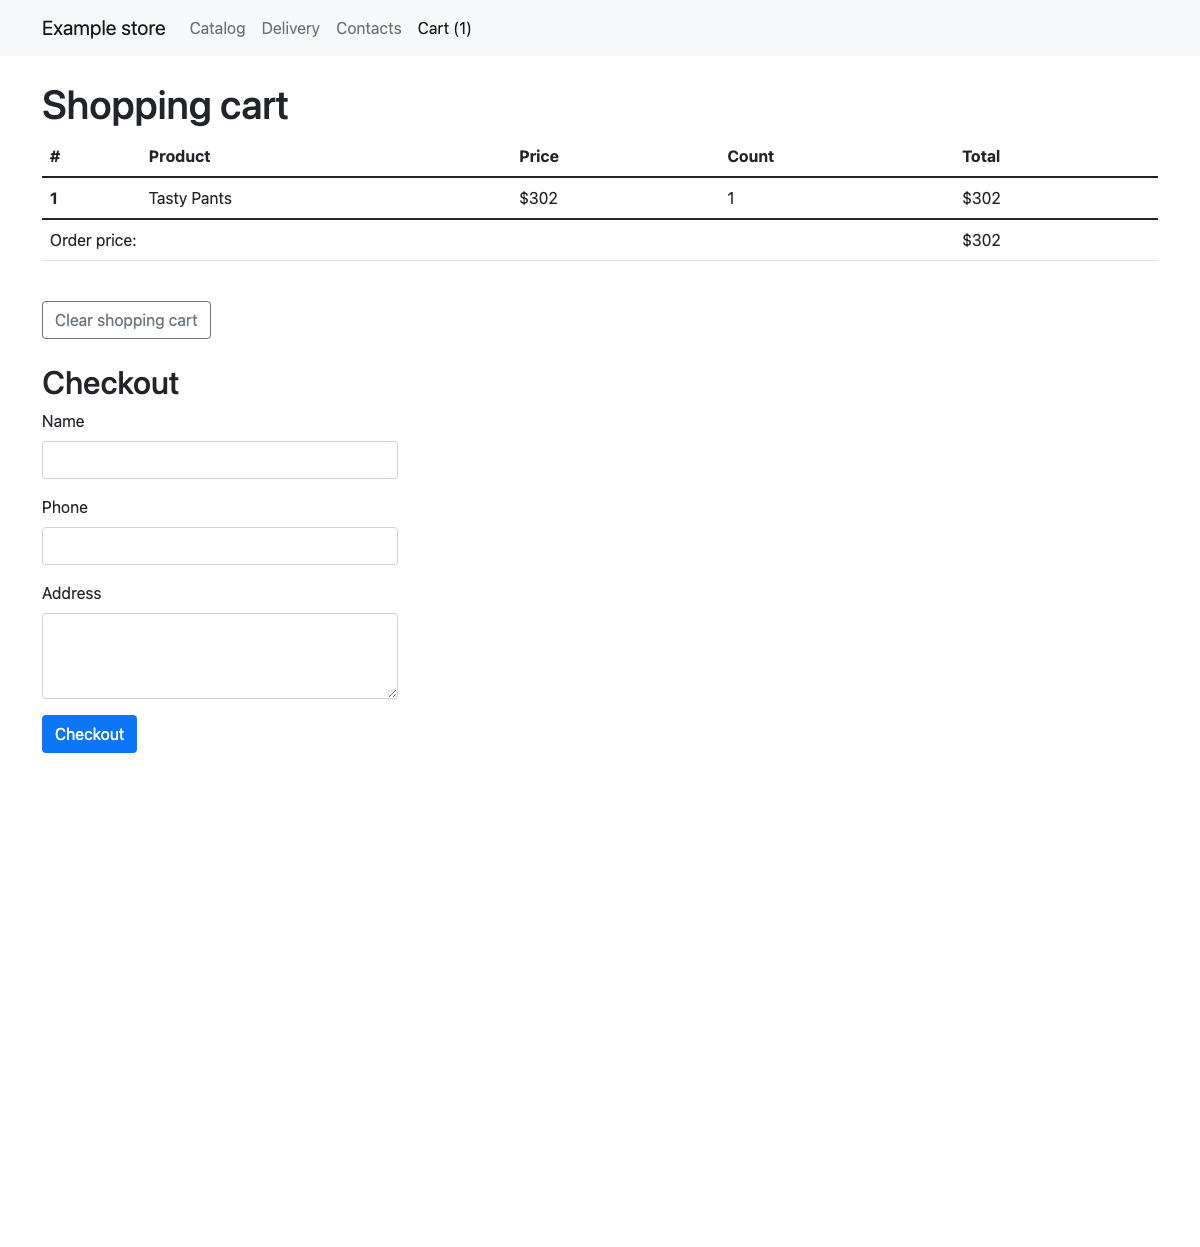 Example store Catalog Delivery Contacts Cart (1)
Shopping cart
# Product Price Count Total
1 Tasty Pants $302 1 $302
Order price: $302
Clear shopping cart
Checkout
Name
Phone
Address
Checkout